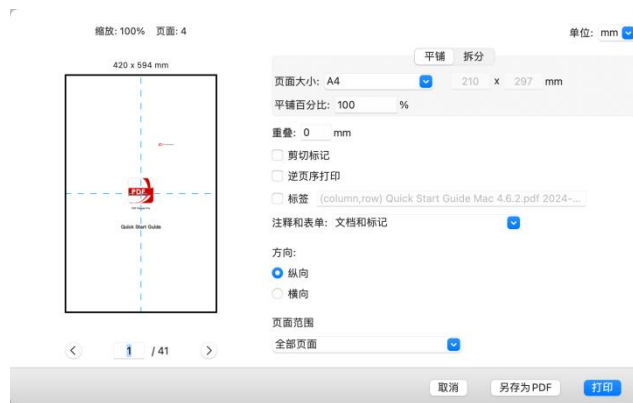 缩放: 100% 页面: 4
单位: mm
420 x 594 mm
平铺 拆分
页面大小: A4 210 x 297 mm
平铺百分比: 100 %
重叠: 0 mm
剪切标记
逆页序打印
标签 (column,row) Quick Start Guide Mac 4.6.2.pdf 2024-...
注释和表单: 文档和标记
方向:
纵向
横向
页面范围
全部页面
PDF
Quick Start Guide
1 / 41
取消 另存为PDF 打印